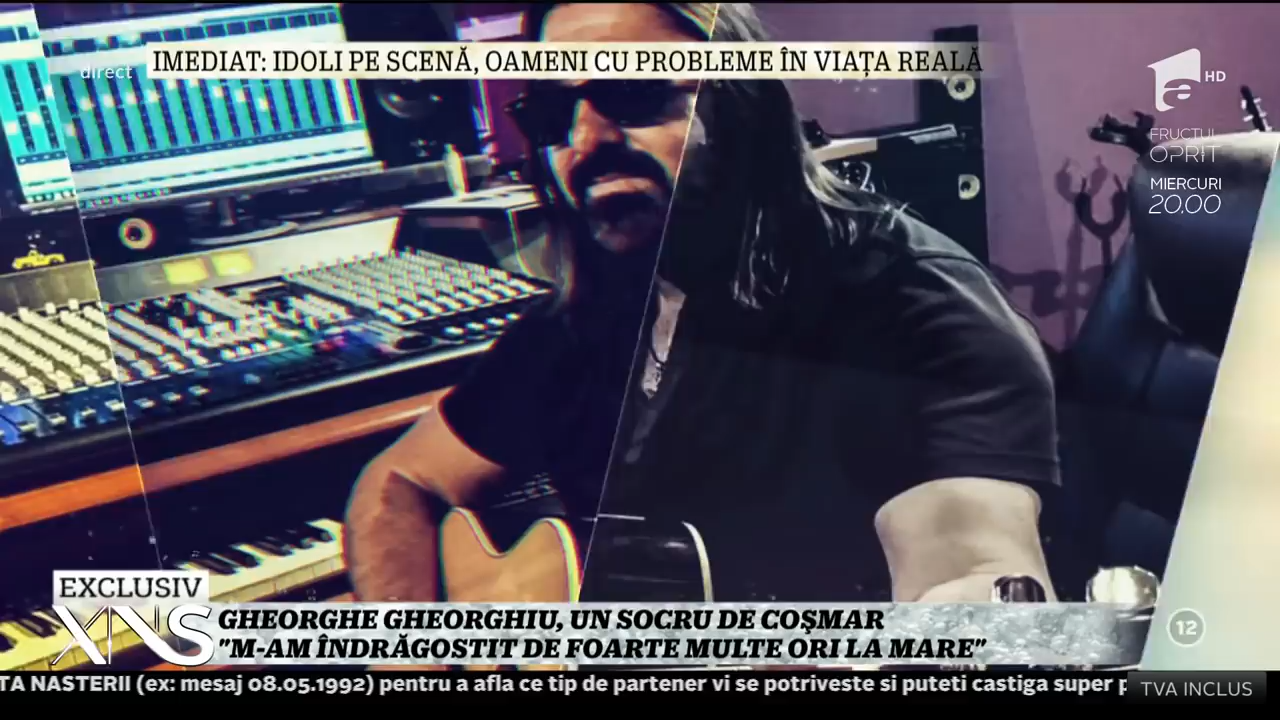 direct
IMEDIAT: IDOLI PE SCENĂ, OAMENI CU PROBLEME ÎN VIAȚA REALĂ
HD
FRUCTUL
OPRIT
MIERCURI
20.00
EXCLUSIV
XNS
GHEORGHE GHEORGHIU, UN SOCRU DE COŞMAR
"M-AM ÎNDRĂGOSTIT DE FOARTE MULTE ORI LA MARE"
12
TA NASTERII (ex: mesaj 08.05.1992) pentru a afla ce tip de partener vi se potriveste si puteti castiga super p
TVA INCLUS